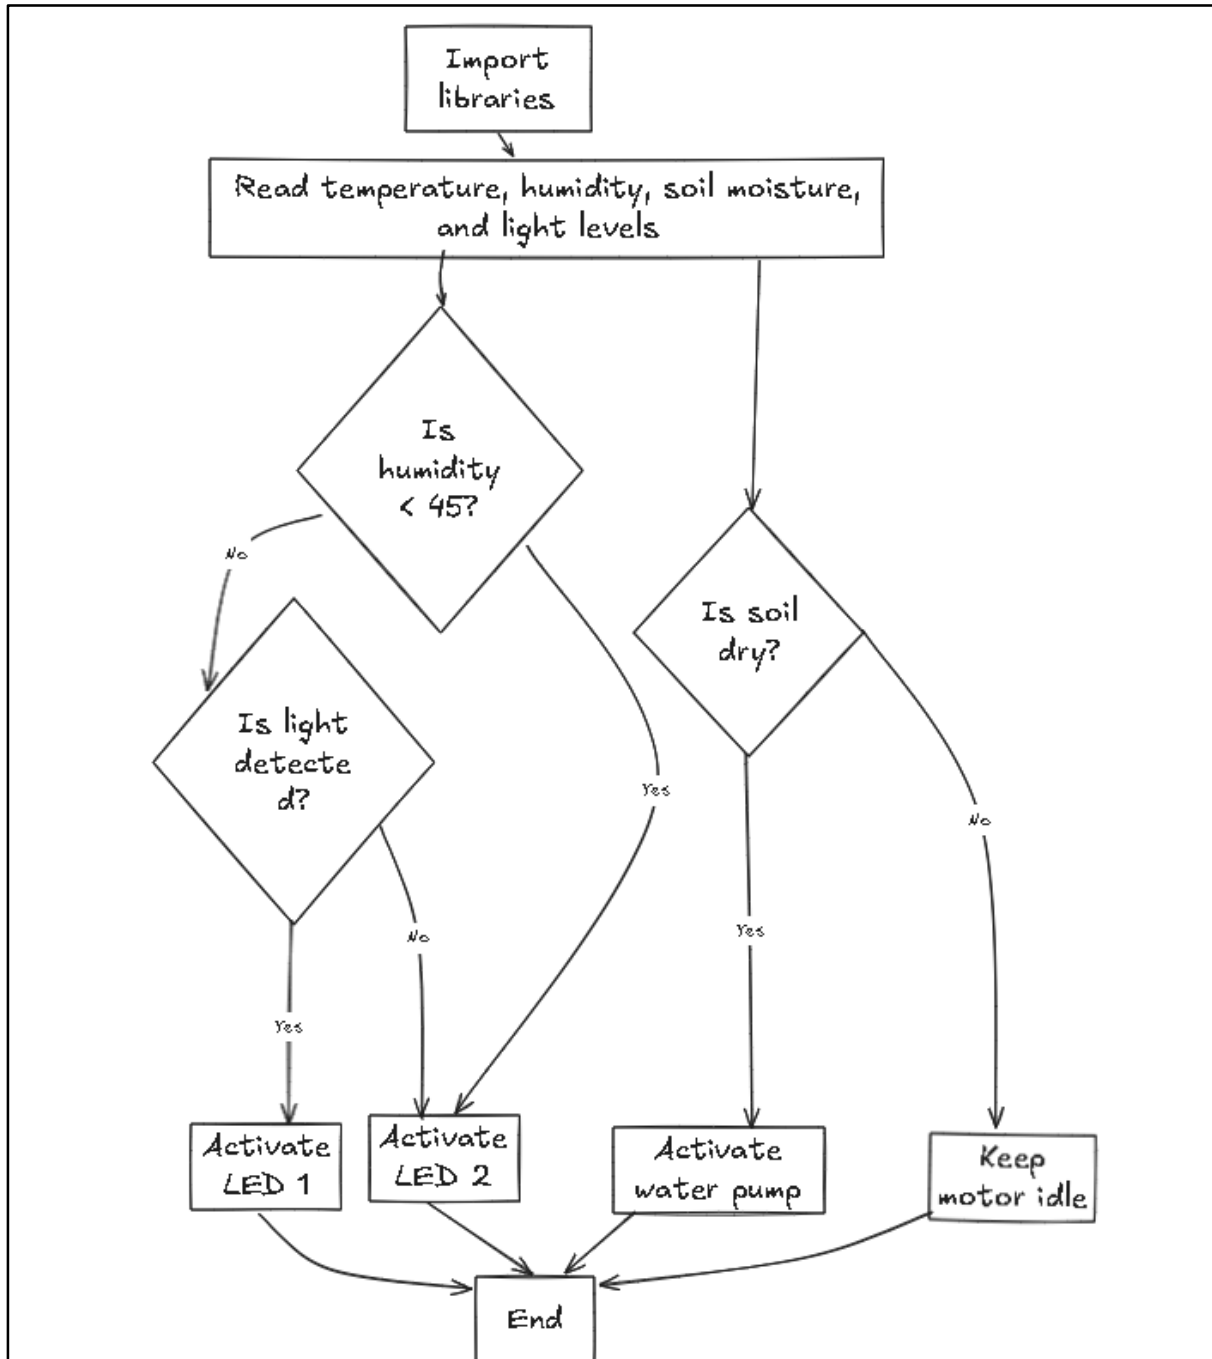 Import
libraries
Read temperature, humidity, soil moisture,
and light levels
Is
humidity
< 45?
No
Is soil
dry?
Is light
detecte
d?
Yes
No
Yes
No
Yes
Activate
LED 1
Activate
LED 2
Activate
water pump
Keep
motor idle
End